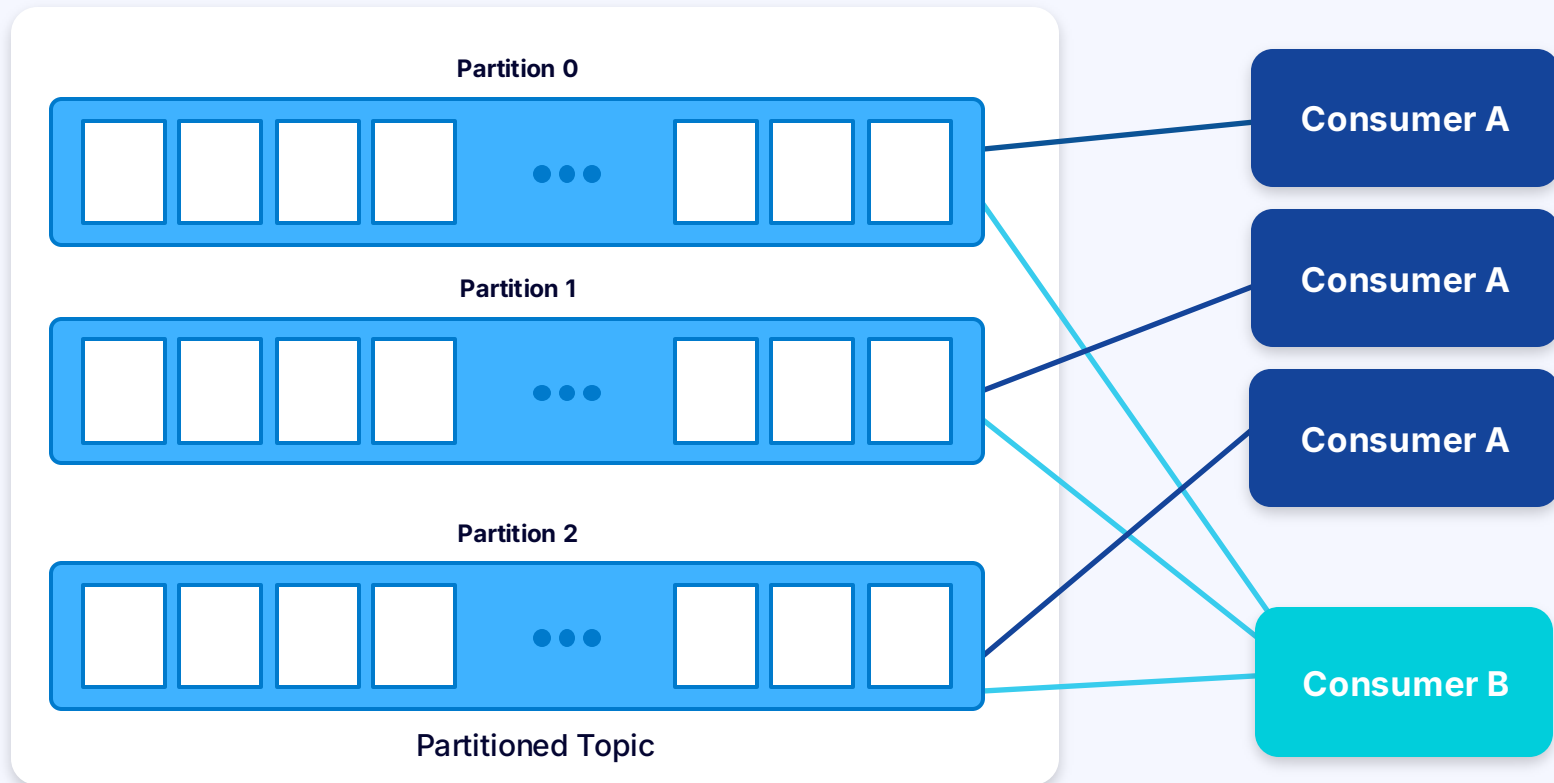 Partition 0
Consumer A
Consumer A
Partition 1
Consumer A
Partition 2
Consumer B
Partitioned Topic